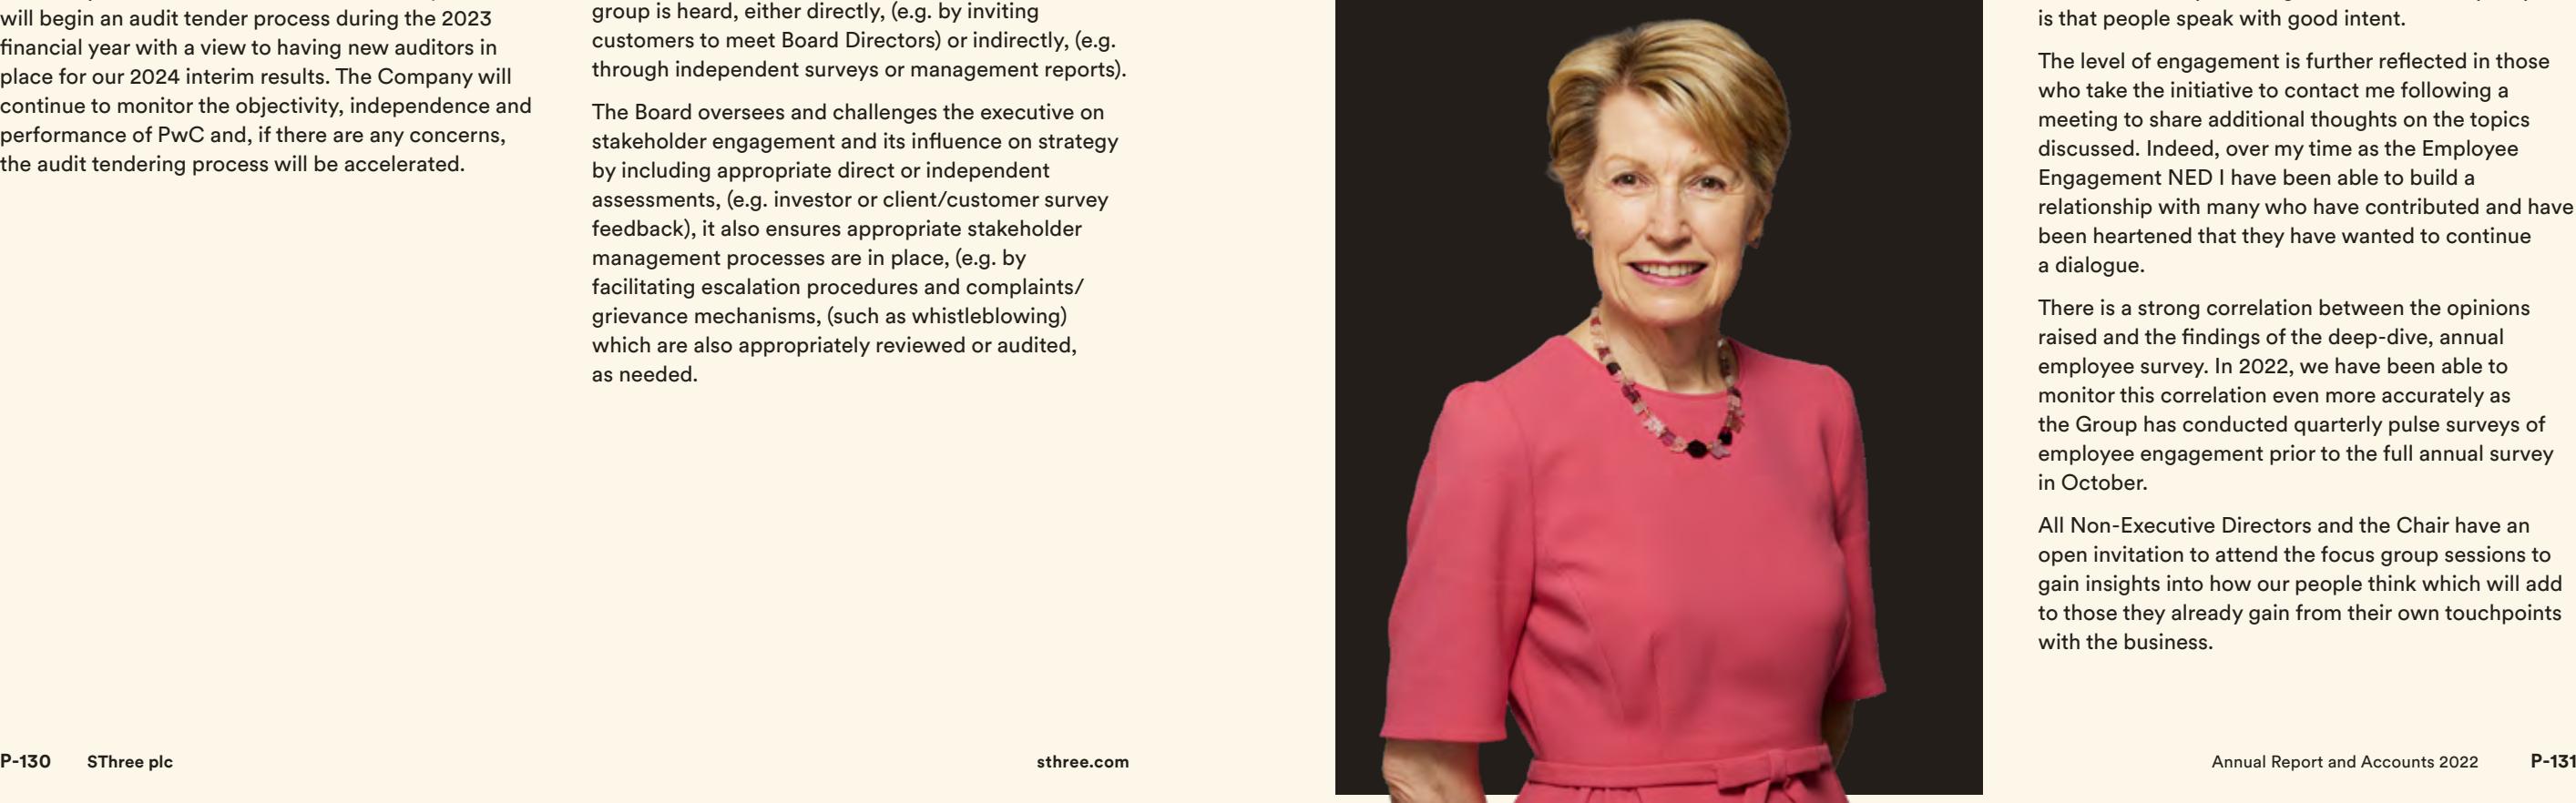 will begin an audit tender process during the 2023
financial year with a view to having new auditors in
place for our 2024 interim results. The Company will
continue to monitor the objectivity, independence and
performance of PwC and, if there are any concerns,
the audit tendering process will be accelerated.
group is heard, either directly, (e.g. by inviting
customers to meet Board Directors) or indirectly, (e.g.
through independent surveys or management reports).
The Board oversees and challenges the executive on
stakeholder engagement and its influence on strategy
by including appropriate direct or independent
assessments, (e.g. investor or client/customer survey
feedback), it also ensures appropriate stakeholder
management processes are in place, (e.g. by
facilitating escalation procedures and complaints/
grievance mechanisms, (such as whistleblowing)
which are also appropriately reviewed or audited,
as needed.
is that people speak with good intent.
The level of engagement is further reflected in those
who take the initiative to contact me following a
meeting to share additional thoughts on the topics
discussed. Indeed, over my time as the Employee
Engagement NED I have been able to build a
relationship with many who have contributed and have
been heartened that they have wanted to continue
a dialogue.
There is a strong correlation between the opinions
raised and the findings of the deep-dive, annual
employee survey. In 2022, we have been able to
monitor this correlation even more accurately as
the Group has conducted quarterly pulse surveys of
employee engagement prior to the full annual survey
in October.
All Non-Executive Directors and the Chair have an
open invitation to attend the focus group sessions to
gain insights into how our people think which will add
to those they already gain from their own touchpoints
with the business.
P-130 SThree plc
sthree.com
Annual Report and Accounts 2022 P-131